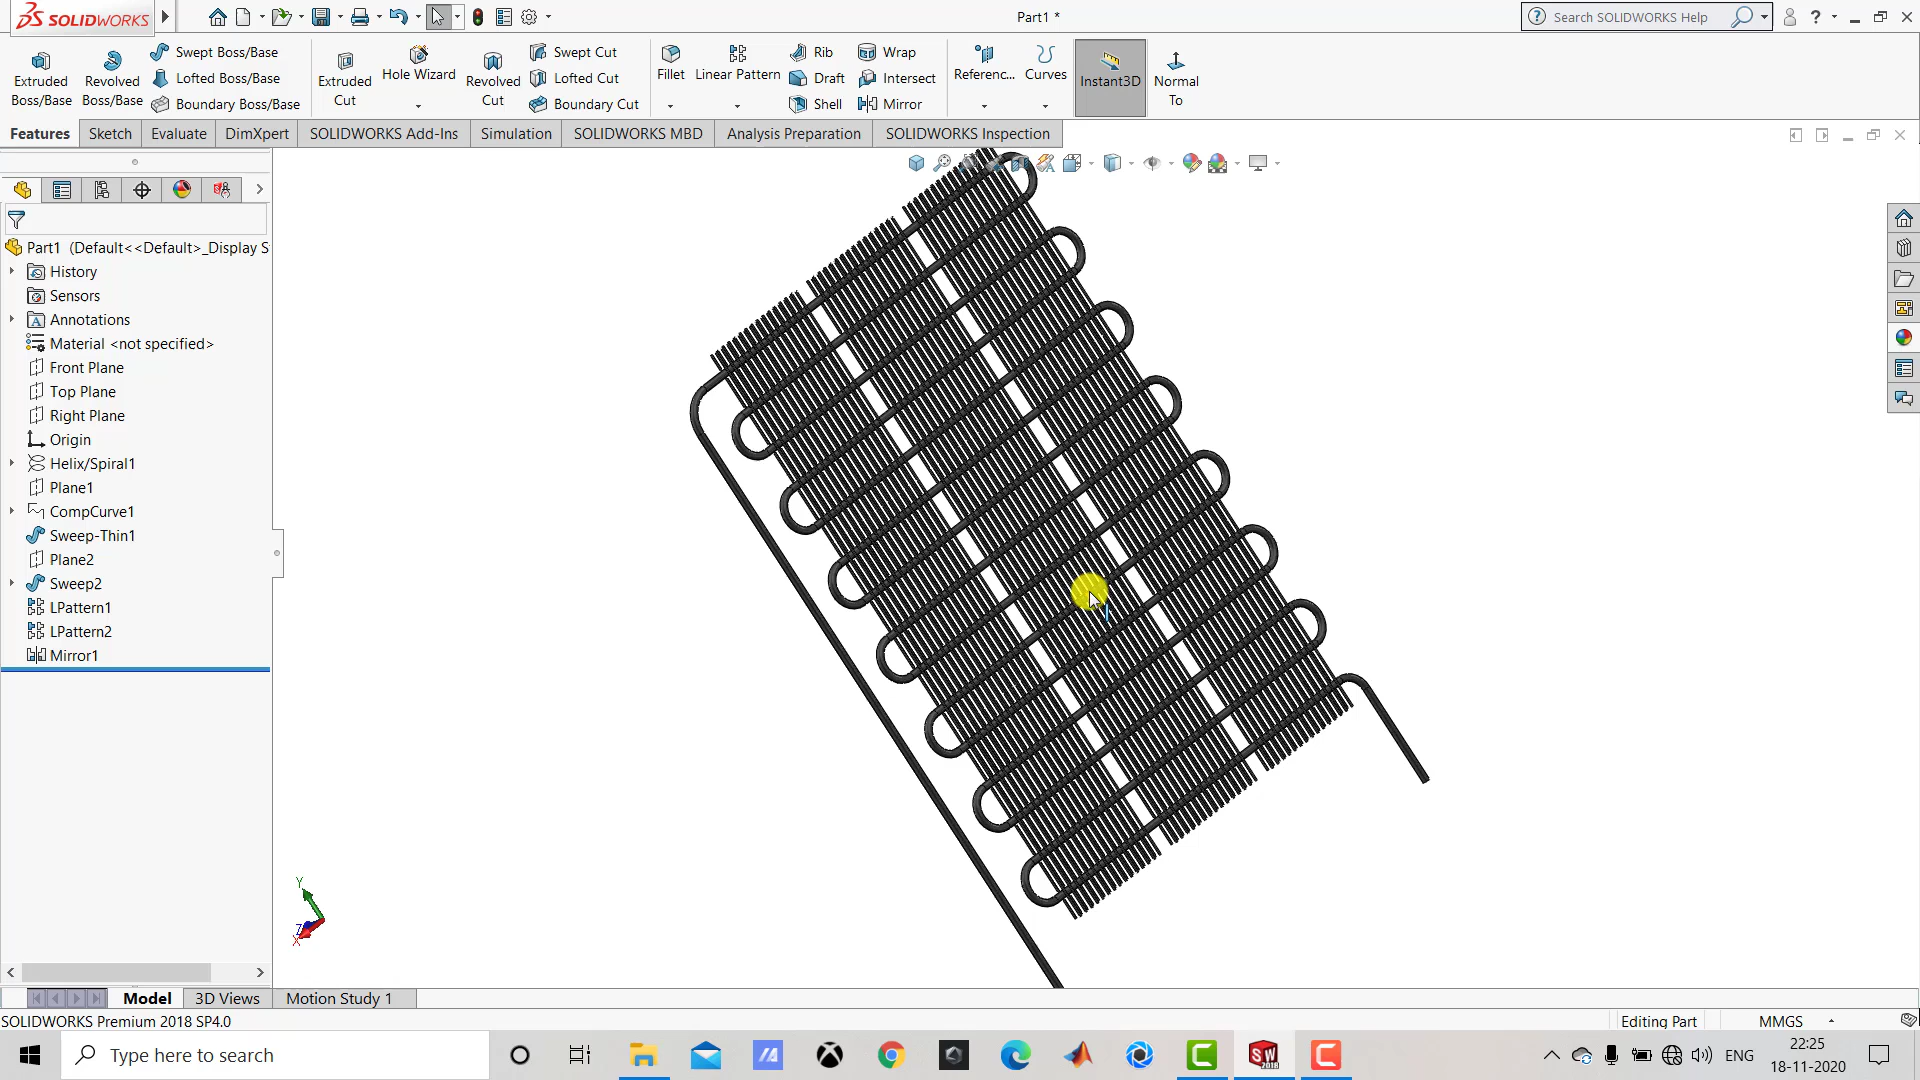 SOLIDWORKS
Part1 *
Search SOLIDWORKS Help
?
Extruded Boss/Base
Revolved Boss/Base
Swept Boss/Base
Lofted Boss/Base
Boundary Boss/Base
Extruded Cut
Hole Wizard
Revolved Cut
Swept Cut
Lofted Cut
Boundary Cut
Fillet
Linear Pattern
Rib
Draft
Shell
Wrap
Intersect
Mirror
Referenc...
Curves
Instant3D
Normal To
Features
Sketch
Evaluate
DimXpert
SOLIDWORKS Add-Ins
Simulation
SOLIDWORKS MBD
Analysis Preparation
SOLIDWORKS Inspection
Part1 (Default<<Default>_Display S
History
Sensors
Annotations
Material <not specified>
Front Plane
Top Plane
Right Plane
Origin
Helix/Spiral1
Plane1
CompCurve1
Sweep-Thin1
Plane2
Sweep2
LPattern1
LPattern2
Mirror1
Y
Z
X
Model
3D Views
Motion Study 1
SOLIDWORKS Premium 2018 SP4.0
Editing Part
MMGS
Type here to search
SW
2018
ENG
22:25
18-11-2020